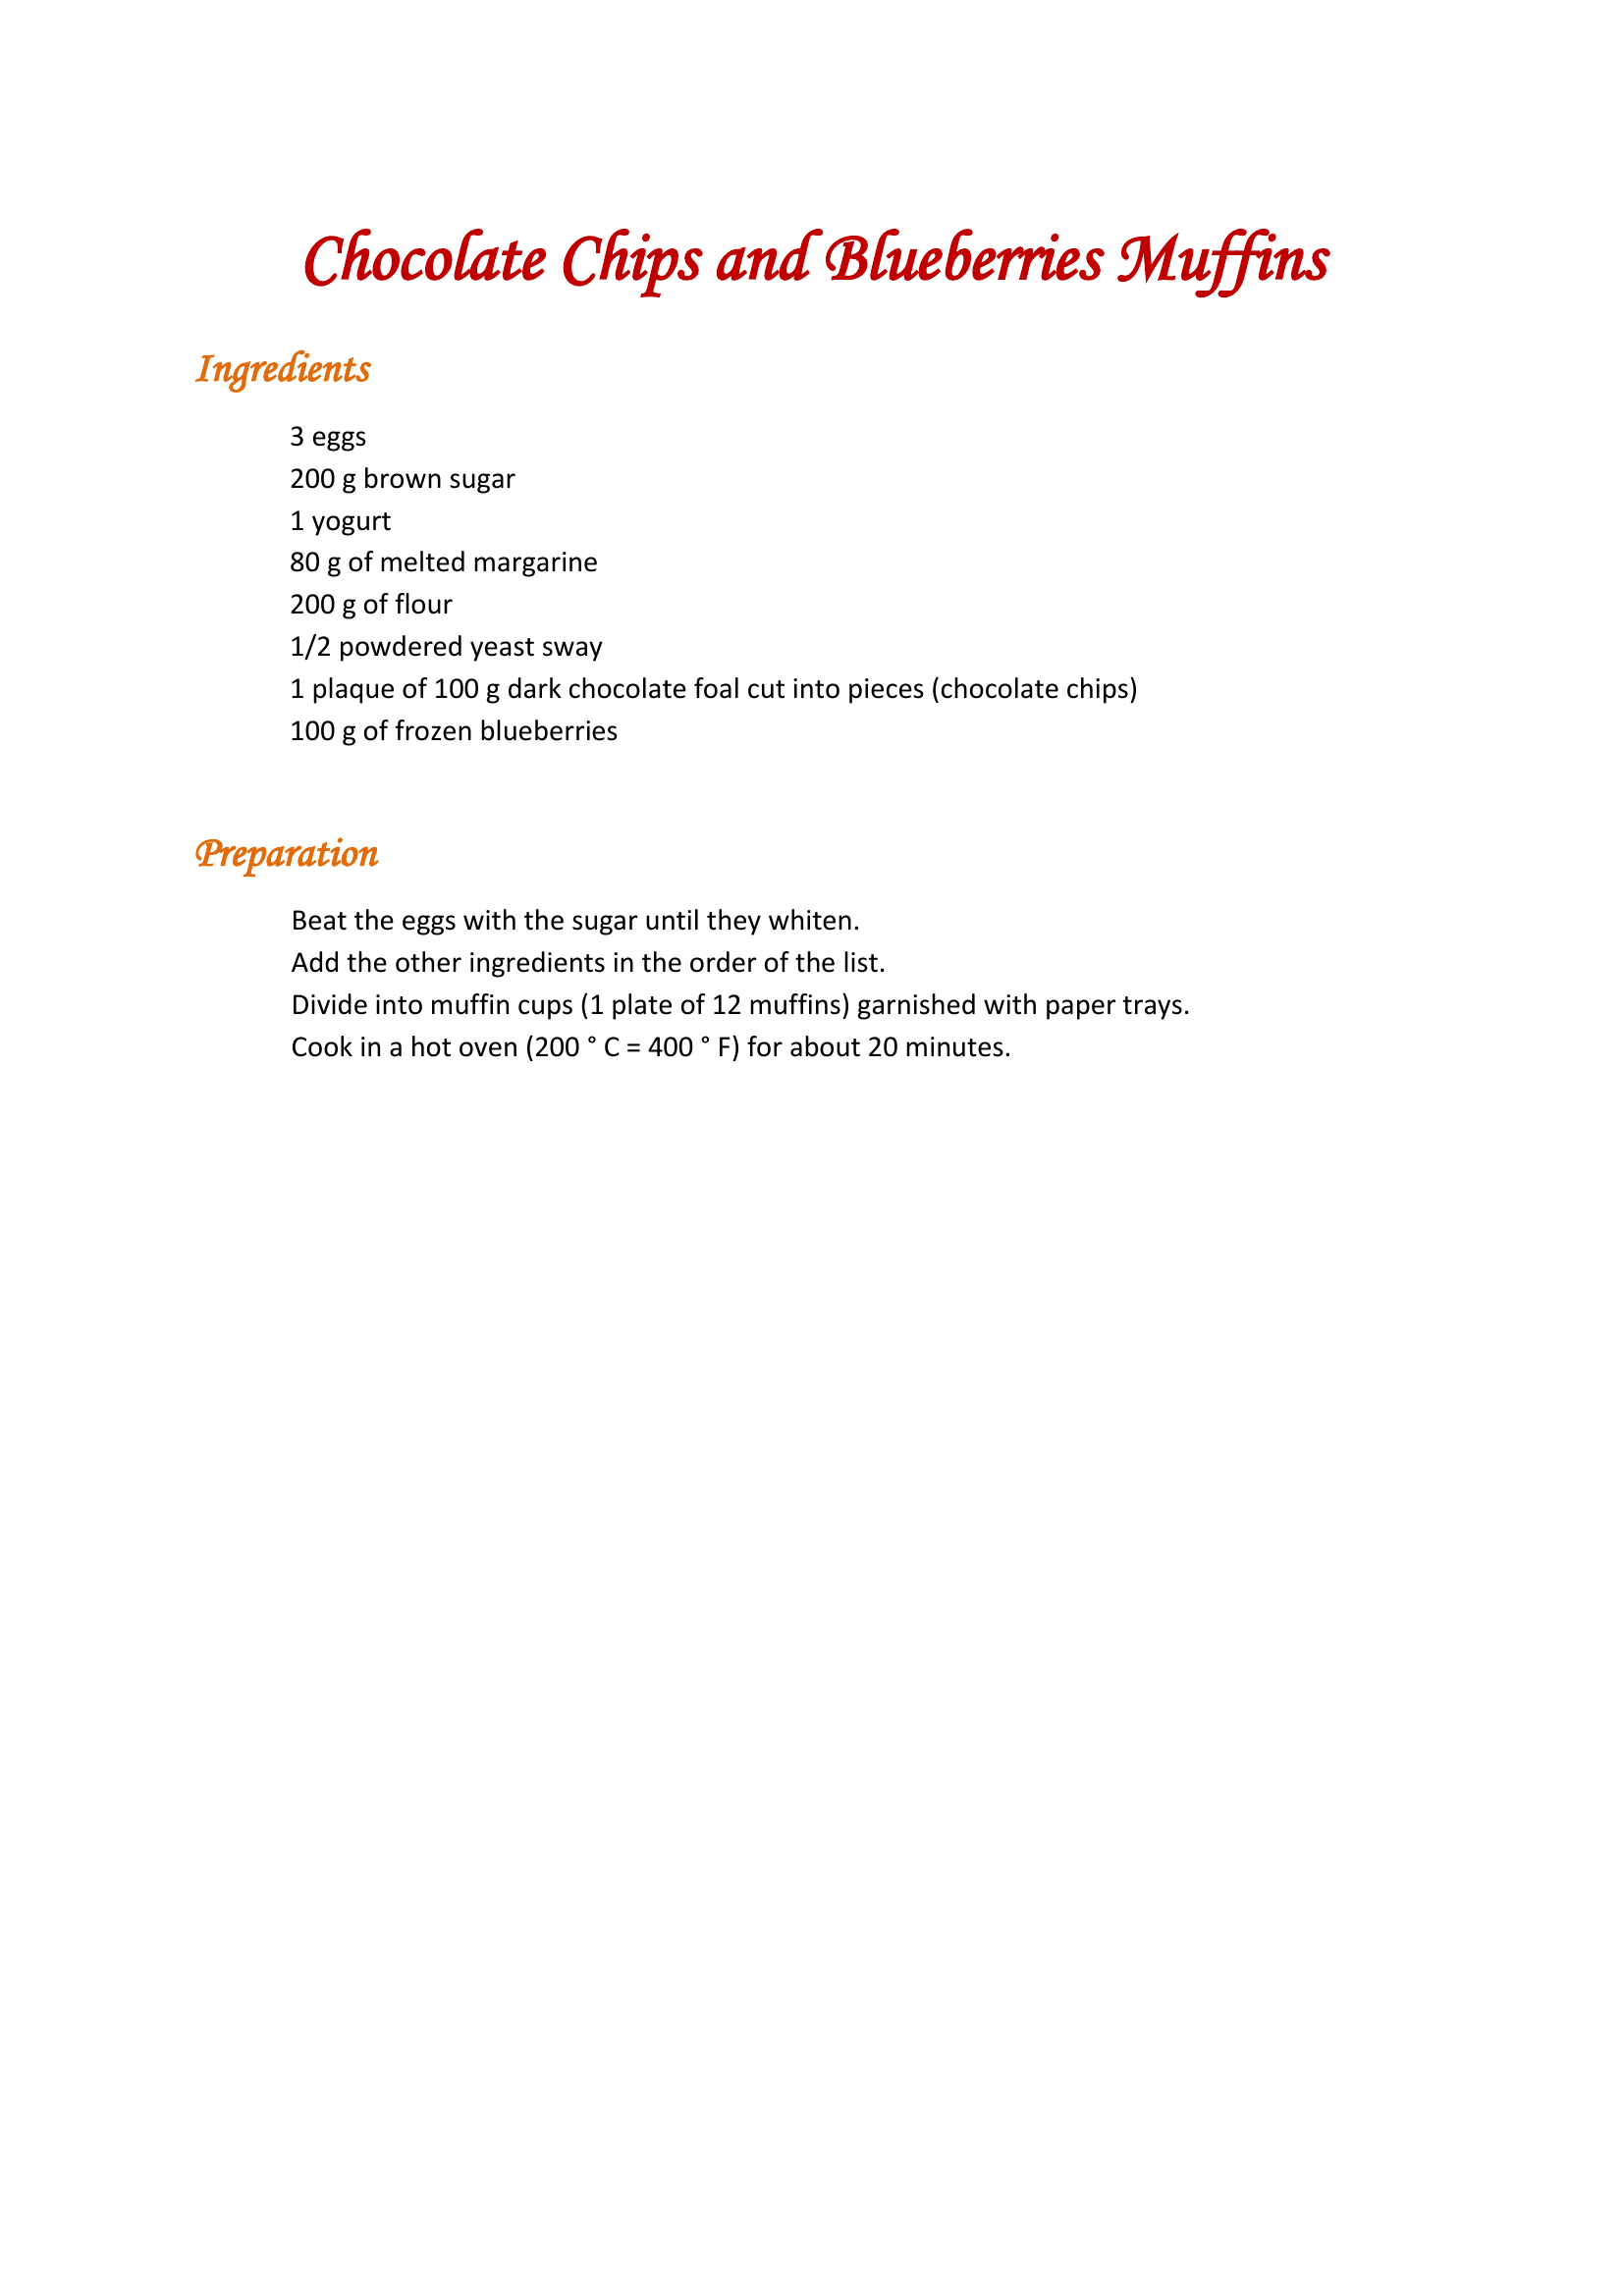 Chocolate Chips and Blueberries Muffins
Ingredients
3 eggs
200 g brown sugar
1 yogurt
80 g of melted margarine
200 g of flour
1/2 powdered yeast sway
1 plaque of 100 g dark chocolate foal cut into pieces (chocolate chips)
100 g of frozen blueberries
Preparation
Beat the eggs with the sugar until they whiten.
Add the other ingredients in the order of the list.
Divide into muffin cups (1 plate of 12 muffins) garnished with paper trays.
Cook in a hot oven (200 ° C = 400 ° F) for about 20 minutes.